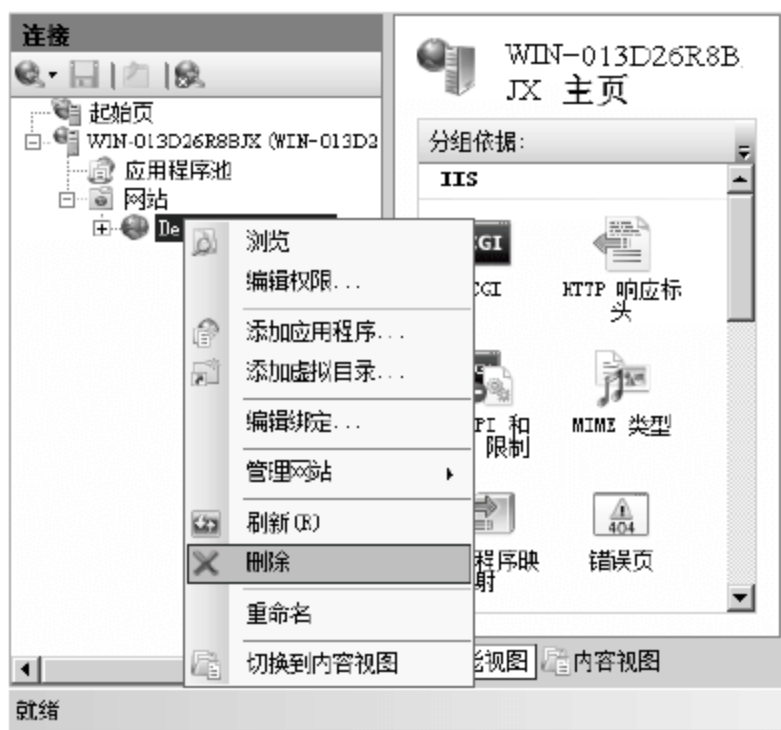 连接
起始页
WIN-013D26R8BJX (WIN-013D2
应用程序池
网站
De
浏览
编辑权限...
添加应用程序...
添加虚拟目录...
编辑绑定...
管理网站
刷新(R)
删除
重命名
切换到内容视图
WIN-013D26R8B
JX 主页
分组依据:
IIS
GI
CGI
HTTP 响应标
头
PI 和
限制
MIME 类型
404
程序映
射
错误页
视图
内容视图
就绪